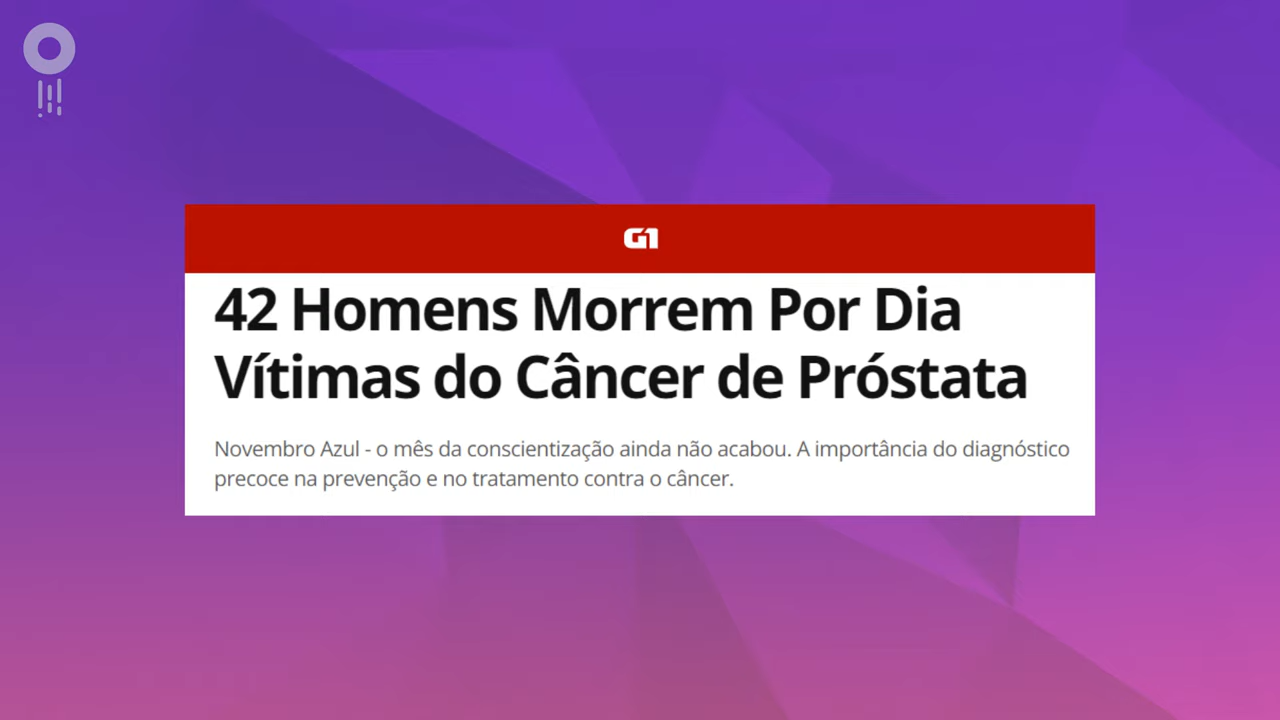 G1
42 Homens Morrem Por Dia
Vítimas do Câncer de Próstata
Novembro Azul - o mês da conscientização ainda não acabou. A importância do diagnóstico
precoce na prevenção e no tratamento contra o câncer.